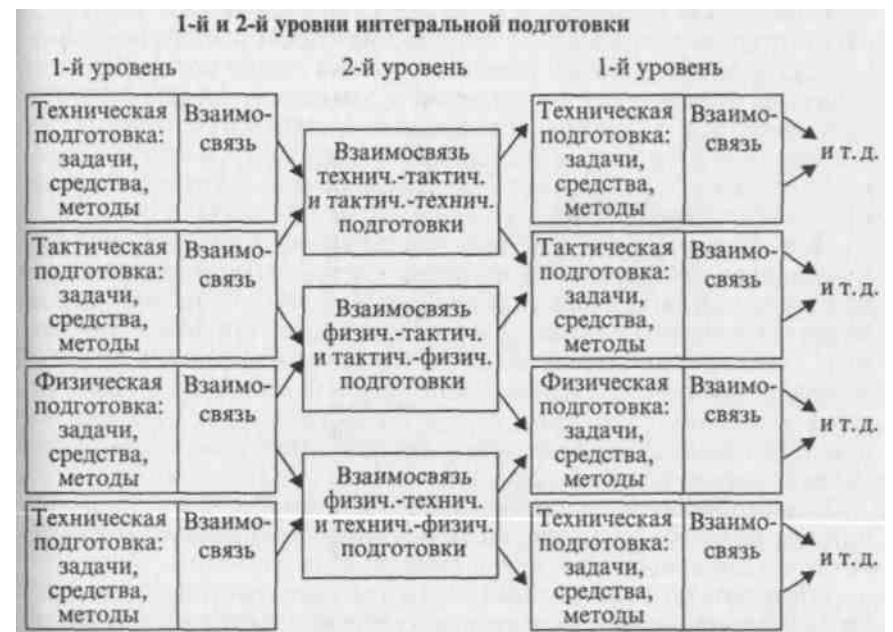 1-й и 2-й уровни интегральной подготовки
1-й уровень
2-й уровень
1-й уровень
Техническая
подготовка:
задачи,
средства,
методы
Взаимо-
связь
Тактическая
подготовка:
задачи,
средства,
методы
Взаимо-
связь
Физическая
подготовка:
задачи,
средства,
методы
Взаимо-
связь
Техническая
подготовка:
задачи,
средства,
методы
Взаимо-
связь
Взаимосвязь
технич.-тактич.
и тактич.-технич.
подготовки
Взаимосвязь
физич.-тактич.
и тактич.-физич.
подготовки
Взаимосвязь
физич.-технич.
и технич.-физич.
подготовки
Техническая
подготовка:
задачи,
средства,
методы
Взаимо-
связь
и т.д.
Тактическая
подготовка:
задачи,
средства,
методы
Взаимо-
связь
и т.д.
Физическая
подготовка:
задачи,
средства,
методы
Взаимо-
связь
и т.д.
Техническая
подготовка:
задачи,
средства,
методы
Взаимо-
связь
и т.д.